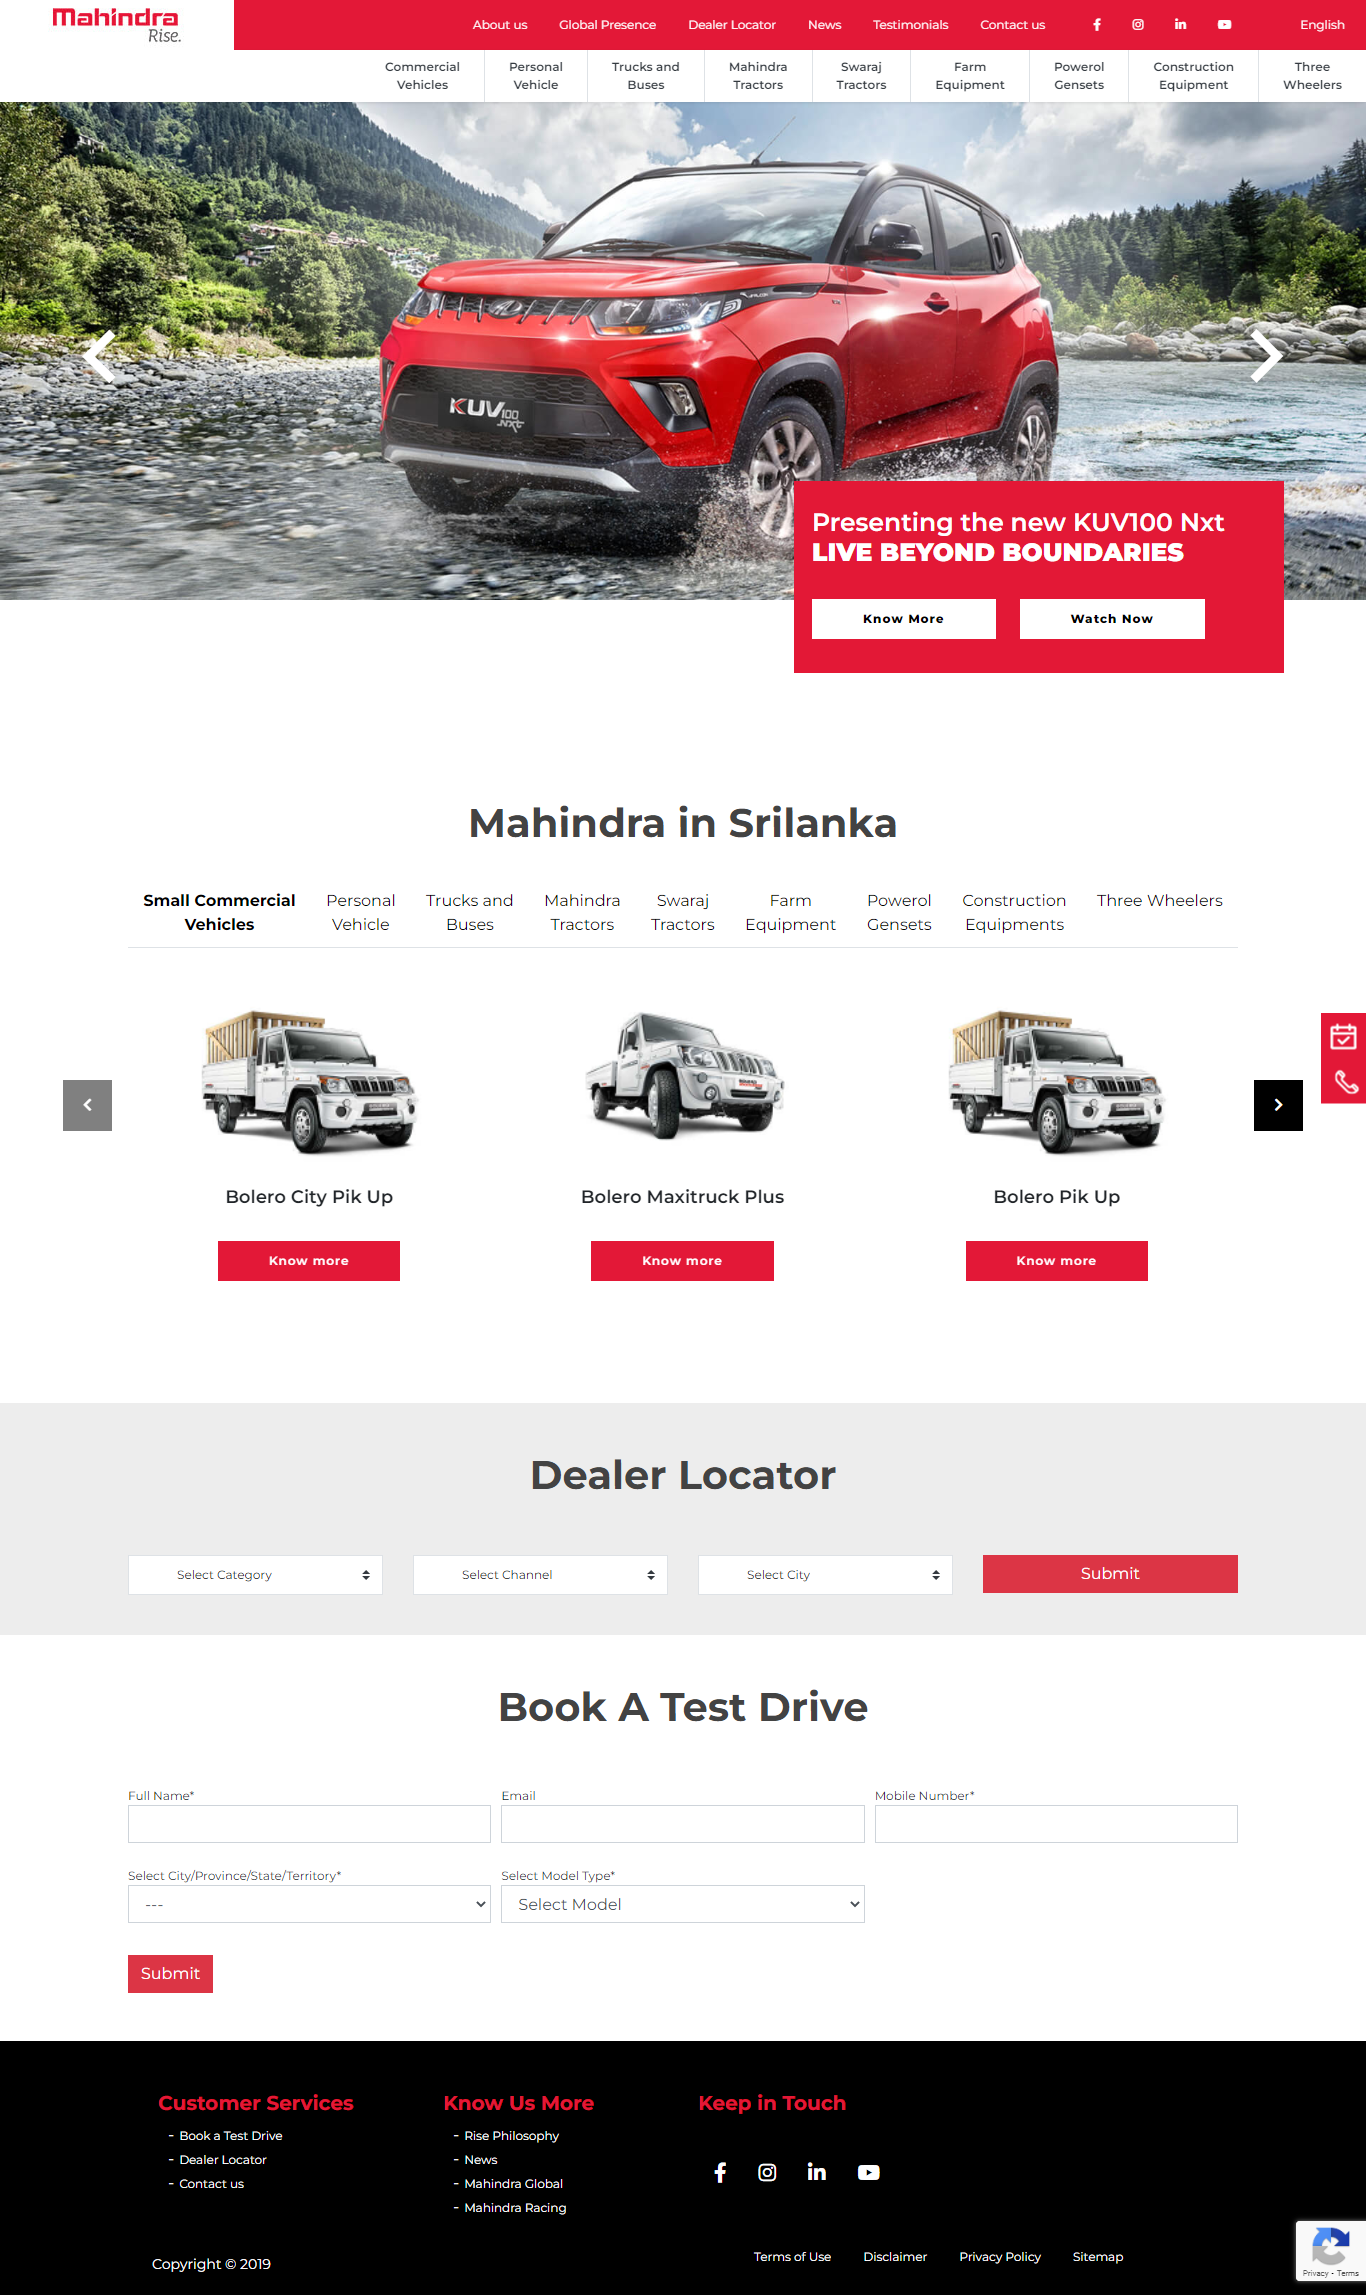 Mahindra
Rise.
About us
Global Presence
Dealer Locator
News
Testimonials
Contact us
English
Commercial
Vehicles
Personal
Vehicle
Trucks and
Buses
Mahindra
Tractors
Swaraj
Tractors
Farm
Equipment
Powerol
Gensets
Construction
Equipment
Three
Wheelers
KUV100
NXT
Presenting the new KUV100 Nxt
LIVE BEYOND BOUNDARIES
Know More
Watch Now
Mahindra in Srilanka
Small Commercial
Vehicles
Personal
Vehicle
Trucks and
Buses
Mahindra
Tractors
Swaraj
Tractors
Farm
Equipment
Powerol
Gensets
Construction
Equipments
Three Wheelers
Bolero City Pik Up
Bolero Maxitruck Plus
Bolero Pik Up
Know more
Know more
Know more
Dealer Locator
Select Category
Select Channel
Select City
Submit
Book A Test Drive
Full Name*
Email
Mobile Number*
Select City/Province/State/Territory*
Select Model Type*
---
Select Model
Submit
Customer Services
- Book a Test Drive
- Dealer Locator
- Contact us
Know Us More
- Rise Philosophy
- News
- Mahindra Global
- Mahindra Racing
Keep in Touch
Copyright © 2019
Terms of Use
Disclaimer
Privacy Policy
Sitemap
Privacy - Terms